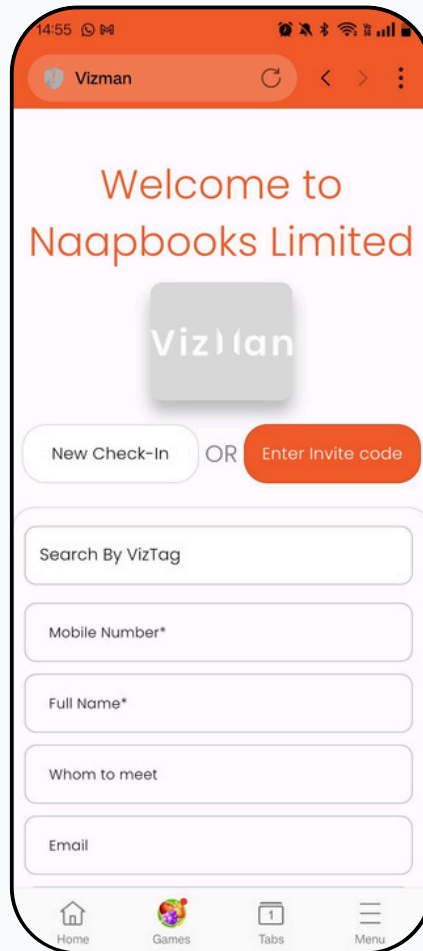 14:55
Vizman
Welcome to
Naapbooks Limited
New Check-In OR Enter Invite code
Search By VizTag
Mobile Number*
Full Name*
Whom to meet
Email
1
Home Games Tabs Menu